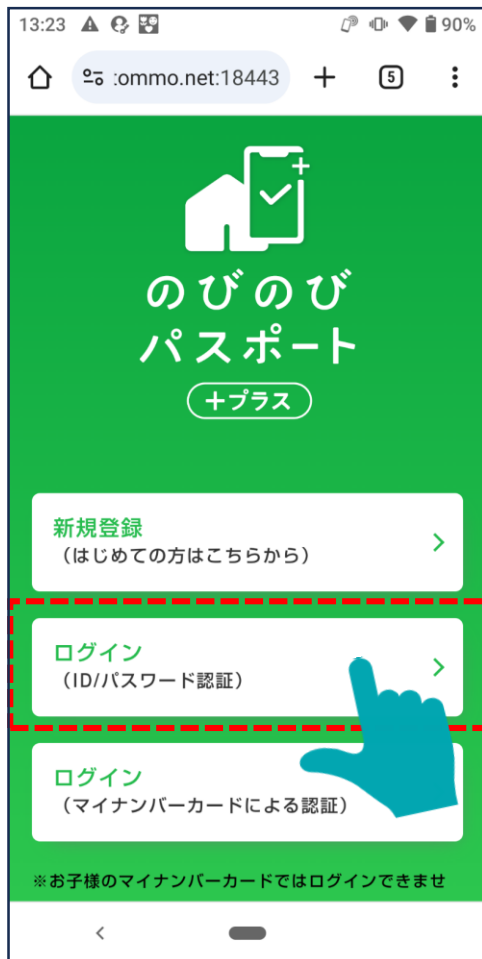 13:23
90%
:ommo.net:18443
5
のびのび
パスポート
+プラス
新規登録
(はじめての方はこちらから)
ログイン
(ID/パスワード認証)
ログイン
(マイナンバーカードによる認証)
※お子様のマイナンバーカードではログインできませ